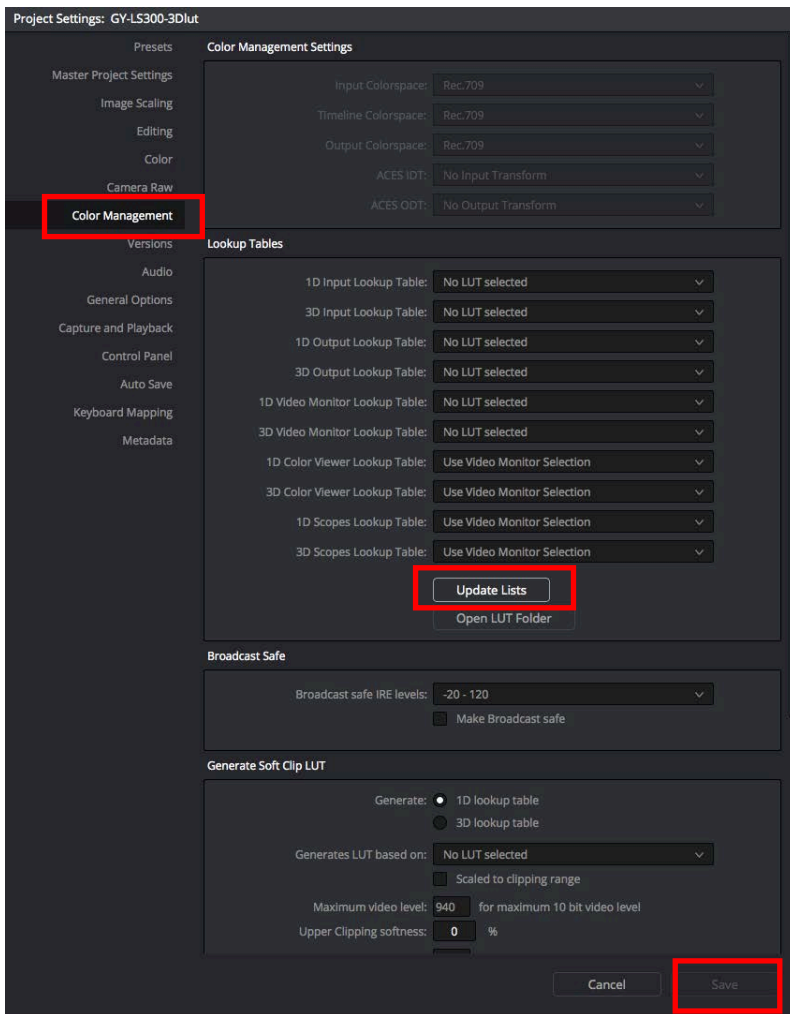 Project Settings: GY-LS300-3Dlut
Presets
Master Project Settings
Image Scaling
Editing
Color
Camera Raw
Color Management
Versions
Audio
General Options
Capture and Playback
Control Panel
Auto Save
Keyboard Mapping
Metadata
Color Management Settings
Input Colorspace: Rec.709
Timeline Colorspace: Rec.709
Output Colorspace: Rec.709
ACES IDT: No Input Transform
ACES ODT: No Output Transform
Lookup Tables
1D Input Lookup Table: No LUT selected
3D Input Lookup Table: No LUT selected
1D Output Lookup Table: No LUT selected
3D Output Lookup Table: No LUT selected
1D Video Monitor Lookup Table: No LUT selected
3D Video Monitor Lookup Table: No LUT selected
1D Color Viewer Lookup Table: Use Video Monitor Selection
3D Color Viewer Lookup Table: Use Video Monitor Selection
1D Scopes Lookup Table: Use Video Monitor Selection
3D Scopes Lookup Table: Use Video Monitor Selection
Update Lists
Open LUT Folder
Broadcast Safe
Broadcast safe IRE levels: -20 - 120
Make Broadcast safe
Generate Soft Clip LUT
Generate: 1D lookup table
3D lookup table
Generates LUT based on: No LUT selected
Scaled to clipping range
Maximum video level: 940 for maximum 10 bit video level
Upper Clipping softness: 0 %
Cancel Save